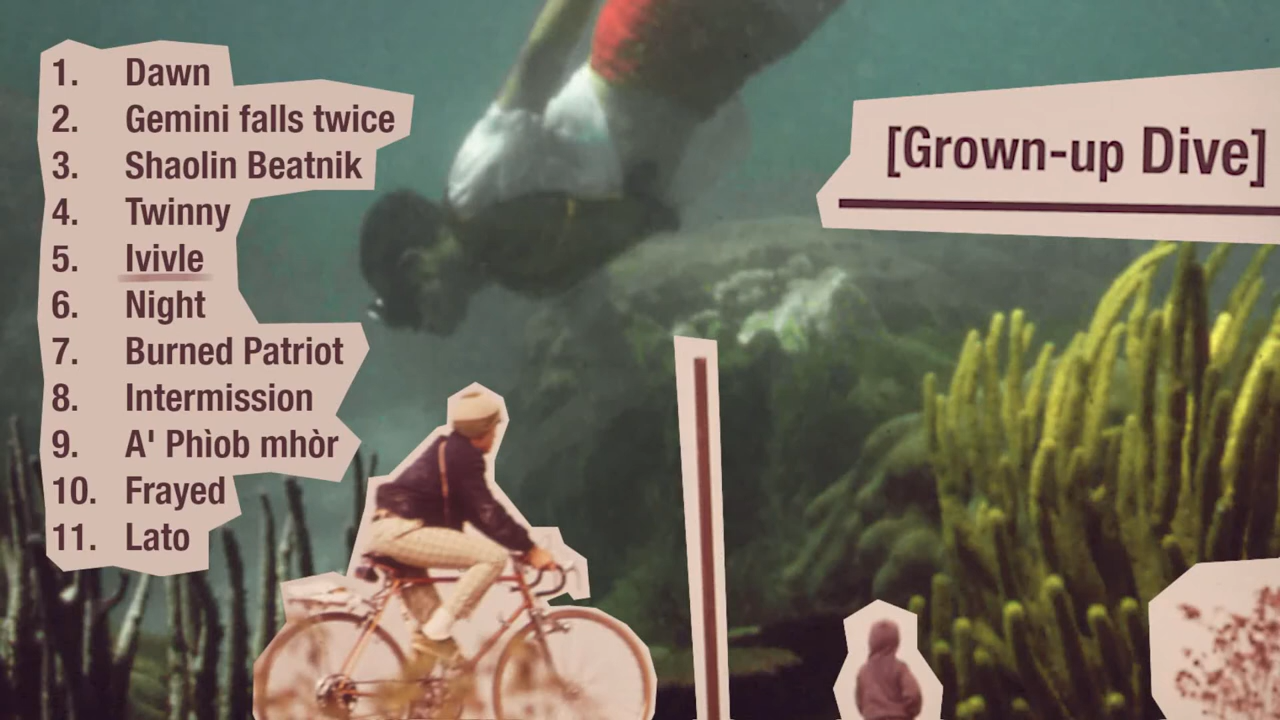 1. Dawn
2. Gemini falls twice
3. Shaolin Beatnik
4. Twinny
5. Ivivle
6. Night
7. Burned Patriot
8. Intermission
9. A' Phìob mhòr
10. Frayed
11. Lato
[Grown-up Dive]